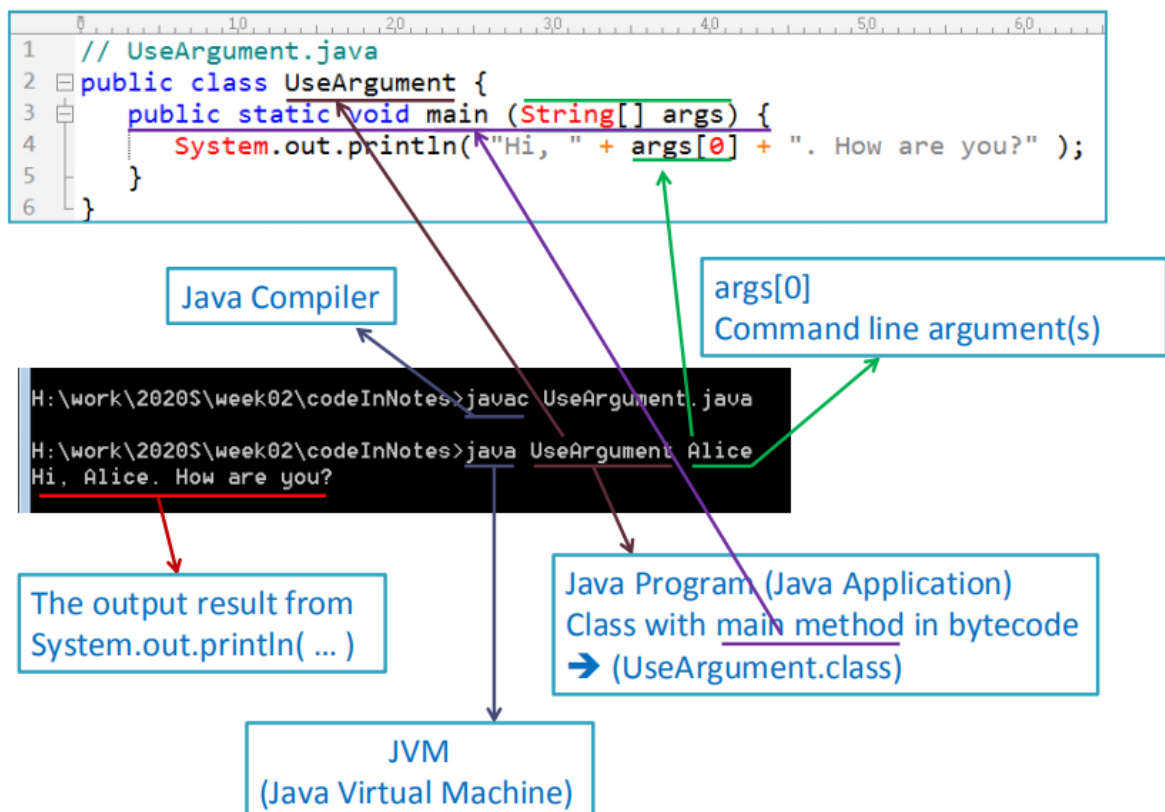 0 1,0 2,0 3,0 4,0 5,0 6,0
1 // UseArgument.java
2 public class UseArgument {
3 public static void main (String[] args) {
4 System.out.println( "Hi, " + args[0] + ". How are you?" );
5 }
6 }
Java Compiler
args[0]
Command line argument(s)
H:\work\2020S\week02\codeInNotes>javac UseArgument.java
H:\work\2020S\week02\codeInNotes>java UseArgument Alice
Hi, Alice. How are you?
The output result from
System.out.println( ... )
Java Program (Java Application)
Class with main method in bytecode
➔ (UseArgument.class)
JVM
(Java Virtual Machine)